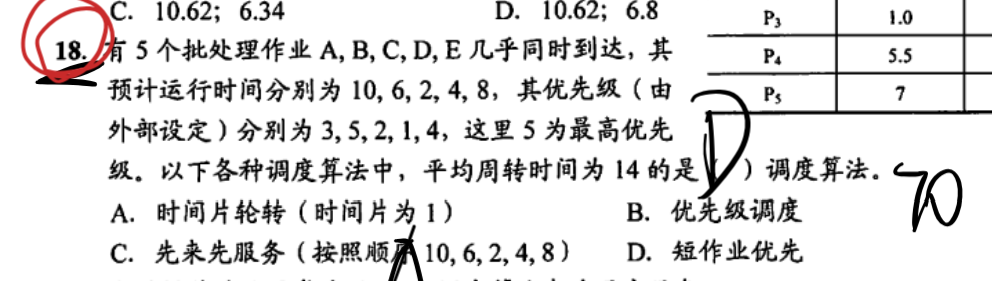 C. 10.62；6.34
D. 10.62；6.8
18. 有 5 个批处理作业 A, B, C, D, E 几乎同时到达，其
预计运行时间分别为 10, 6, 2, 4, 8，其优先级（由
外部设定）分别为 3, 5, 2, 1, 4，这里 5 为最高优先
级。以下各种调度算法中，平均周转时间为 14 的是（D）调度算法。
A. 时间片轮转（时间片为 1）
B. 优先级调度
C. 先来先服务（按照顺序 10, 6, 2, 4, 8）
D. 短作业优先
P₃ 1.0
P₄ 5.5
P₅ 7
70